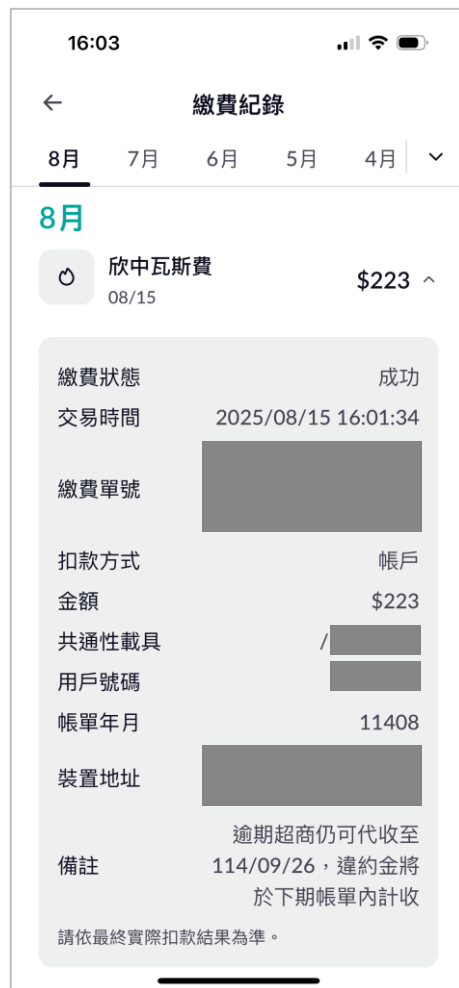 16:03
繳費紀錄
8月 7月 6月 5月 4月
8月
欣中瓦斯費
$223
08/15
繳費狀態 成功
交易時間 2025/08/15 16:01:34
繳費單號
扣款方式 帳戶
金額 $223
共通性載具 /
用戶號碼
帳單年月 11408
裝置地址
備註 逾期超商仍可代收至
114/09/26，違約金將
於下期帳單內計收
請依最終實際扣款結果為準。